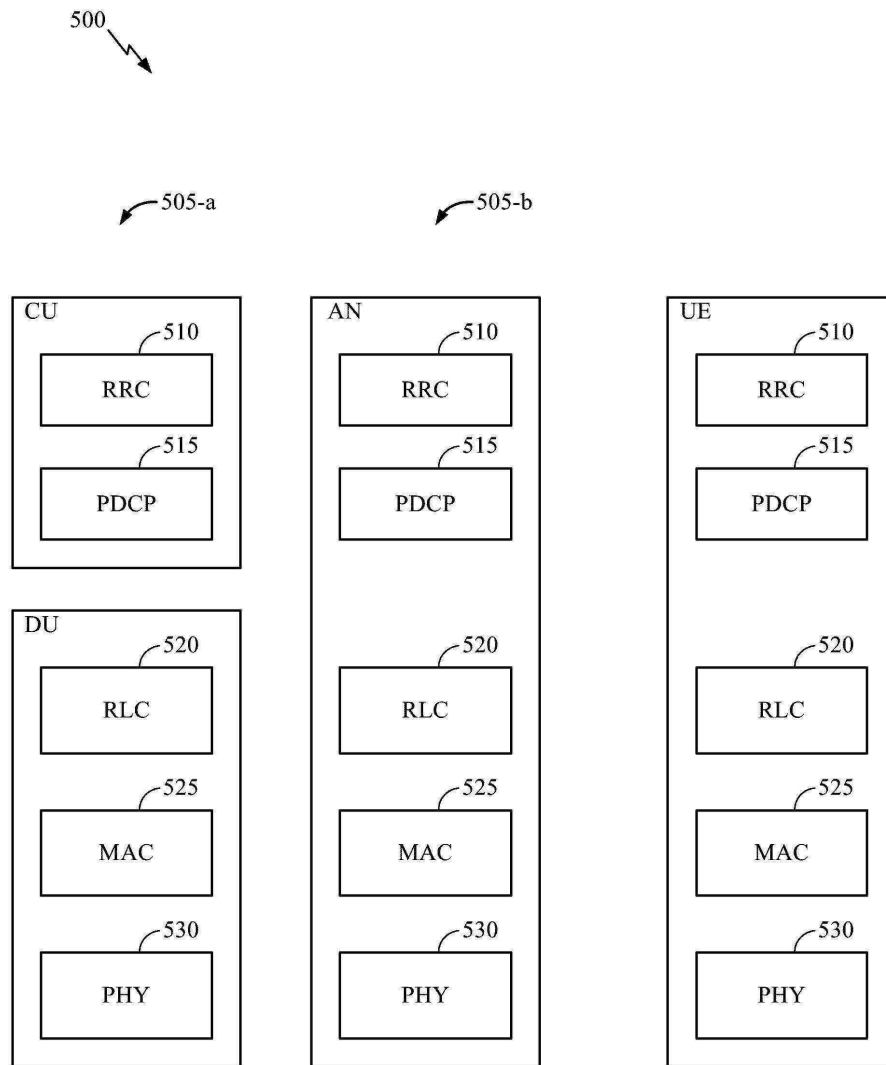 500
505-a 505-b
CU AN UE
510 510 510
RRC RRC RRC
515 515 515
PDCP PDCP PDCP
DU
520 520 520
RLC RLC RLC
525 525 525
MAC MAC MAC
530 530 530
PHY PHY PHY